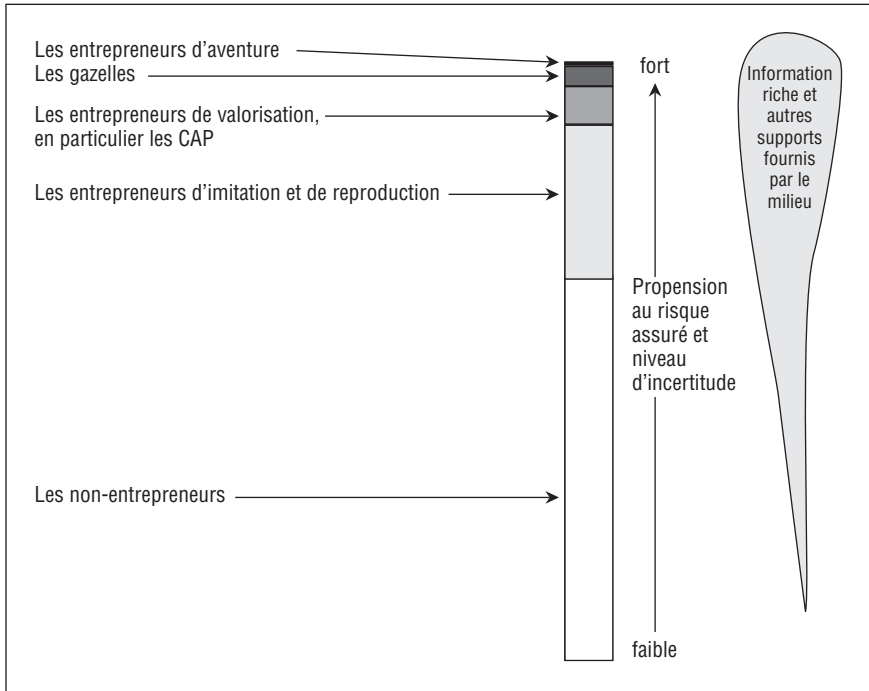 Les entrepreneurs d'aventure
Les gazelles
Les entrepreneurs de valorisation,
en particulier les CAP
Les entrepreneurs d'imitation et de reproduction
Les non-entrepreneurs
fort
Propension
au risque
assuré et
niveau
d'incertitude
faible
Information
riche et
autres
supports
fournis
par le
milieu